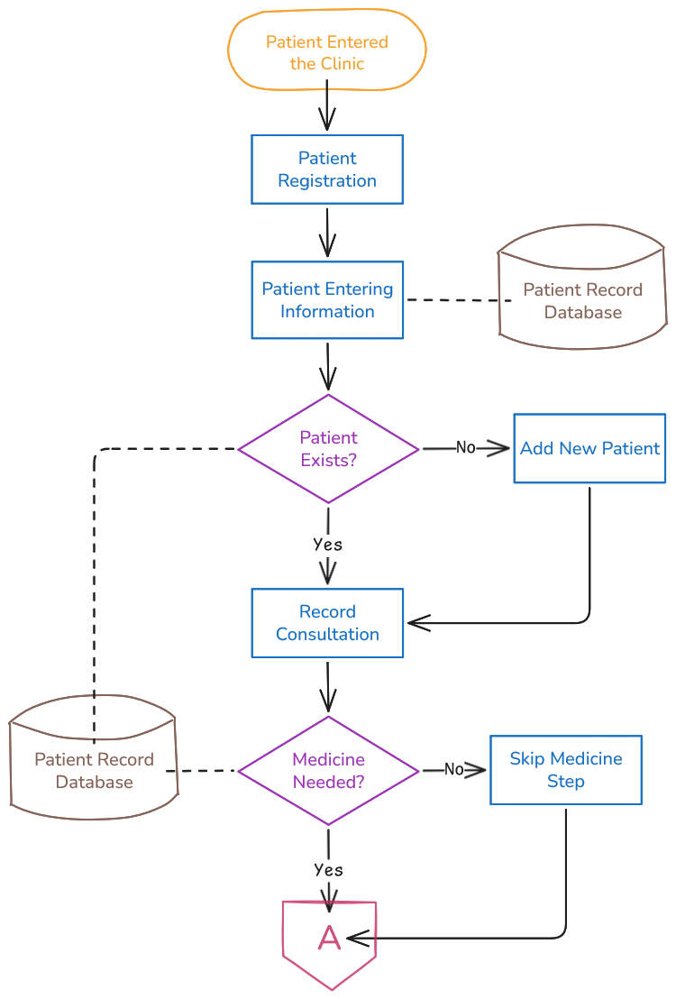 Patient Entered
the Clinic
Patient
Registration
Patient Entering
Information
Patient Record
Database
Patient
Exists?
No
Add New Patient
Yes
Record
Consultation
Patient Record
Database
Medicine
Needed?
No
Skip Medicine
Step
Yes
A